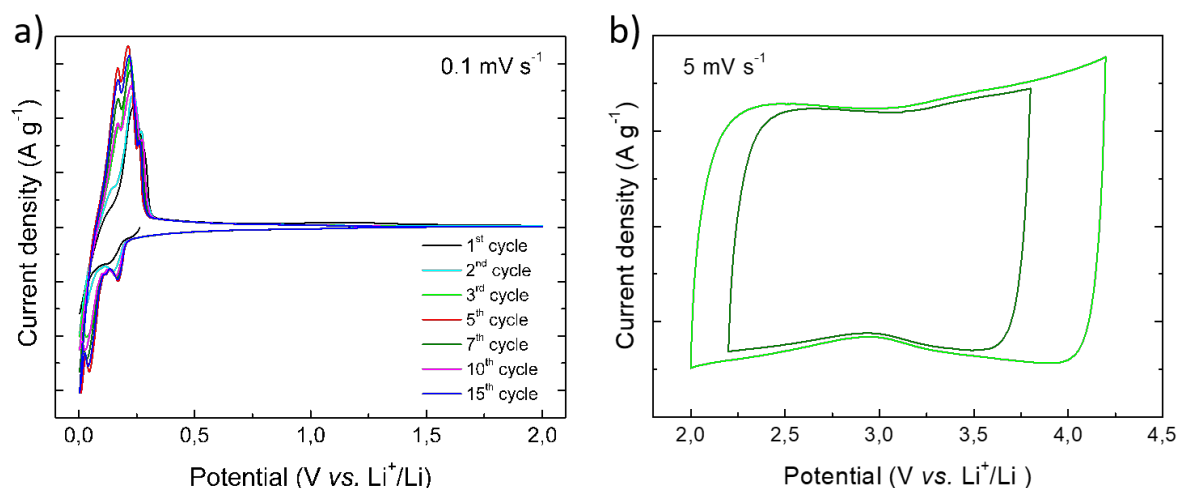 a)
0.1 mV s⁻¹
Current density (A g⁻¹)
1ˢᵗ cycle
2ⁿᵈ cycle
3ʳᵈ cycle
5ᵗʰ cycle
7ᵗʰ cycle
10ᵗʰ cycle
15ᵗʰ cycle
0,0 0,5 1,0 1,5 2,0
Potential (V vs. Li⁺/Li)
b)
5 mV s⁻¹
Current density (A g⁻¹)
2,0 2,5 3,0 3,5 4,0 4,5
Potential (V vs. Li⁺/Li )